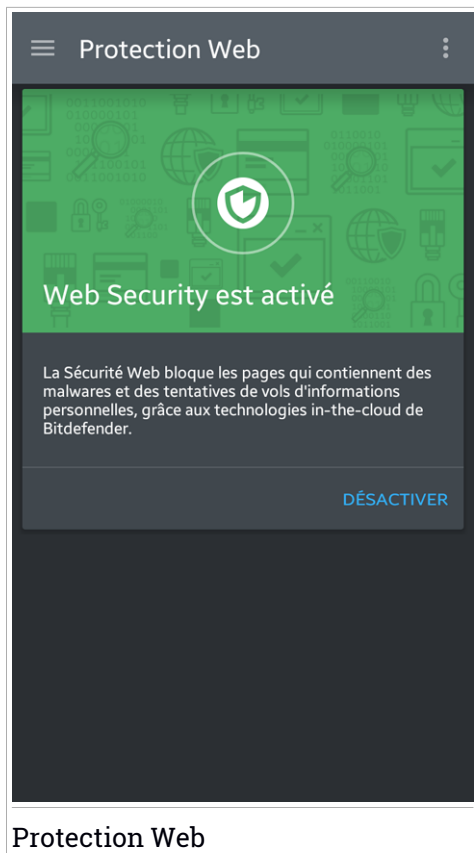 Protection Web
Web Security est activé
La Sécurité Web bloque les pages qui contiennent des
malwares et des tentatives de vols d'informations
personnelles, grâce aux technologies in-the-cloud de
Bitdefender.
DÉSACTIVER
Protection Web